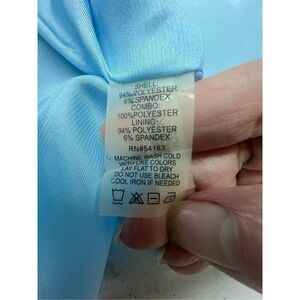 SHELL:
94% POLYESTER
6% SPANDEX
COMBO:
100% POLYESTER
LINING:
94% POLYESTER
6% SPANDEX
RN#54163
MACHINE WASH COLD
WITH LIKE COLORS
LAY FLAT TO DRY
DO NOT USE BLEACH
COOL IRON IF NEEDED